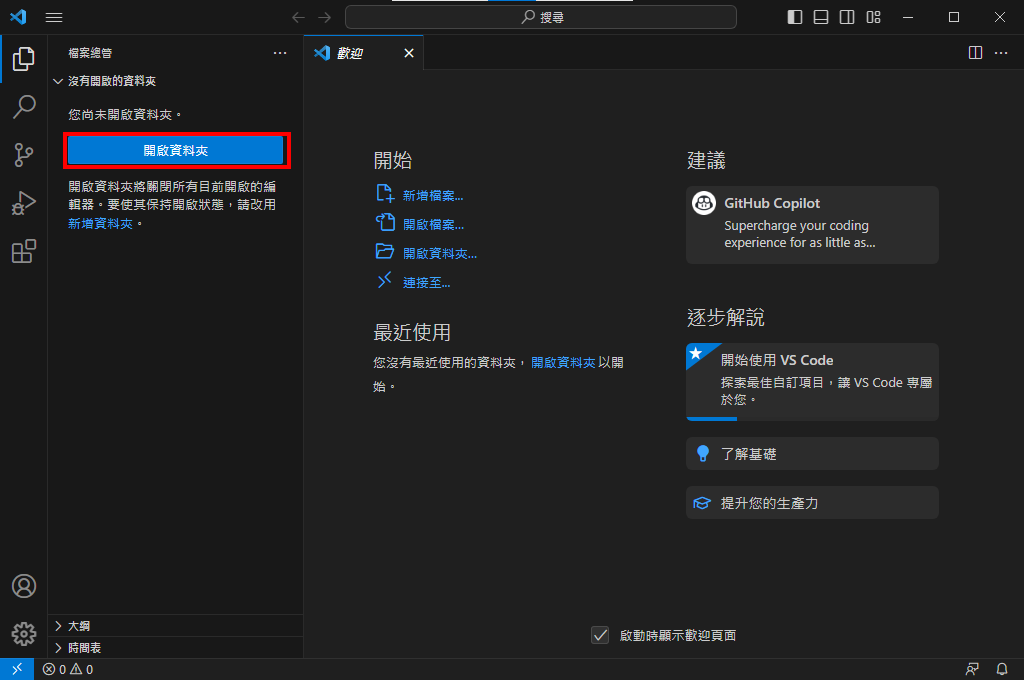 搜尋
檔案總管
沒有開啟的資料夾
您尚未開啟資料夾。
開啟資料夾
開啟資料夾將關閉所有目前開啟的編
輯器。要使其保持開啟狀態，請改用
新增資料夾。
大綱
時間表
歡迎
開始
新增檔案...
開啟檔案...
開啟資料夾...
連接至...
最近使用
您沒有最近使用的資料夾，開啟資料夾以開
始。
建議
GitHub Copilot
Supercharge your coding
experience for as little as...
逐步解說
開始使用 VS Code
探索最佳自訂項目，讓 VS Code 專屬
於您。
了解基礎
提升您的生產力
啟動時顯示歡迎頁面
0 0